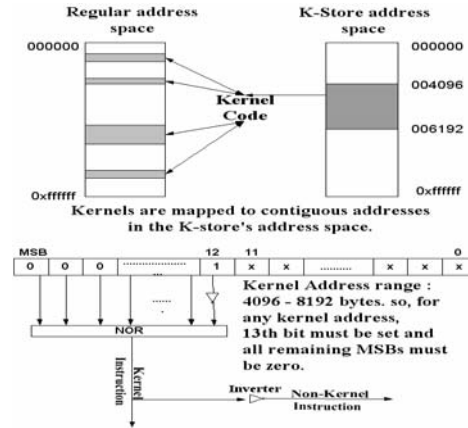 Regular address space
K-Store address space
000000
000000
004096
Kernel Code
006192
0xffffff
0xffffff
Kernels are mapped to contiguous addresses
in the K-store's address space.
MSB 12 11 0
0 0 0 ............... ... 1 x x .......... x x x
Kernel Address range :
4096 - 8192 bytes. so, for
any kernel address,
13th bit must be set and
all remaining MSBs must
be zero.
...... .
NOR
Kernel Instruction
Inverter
Non-Kernel Instruction